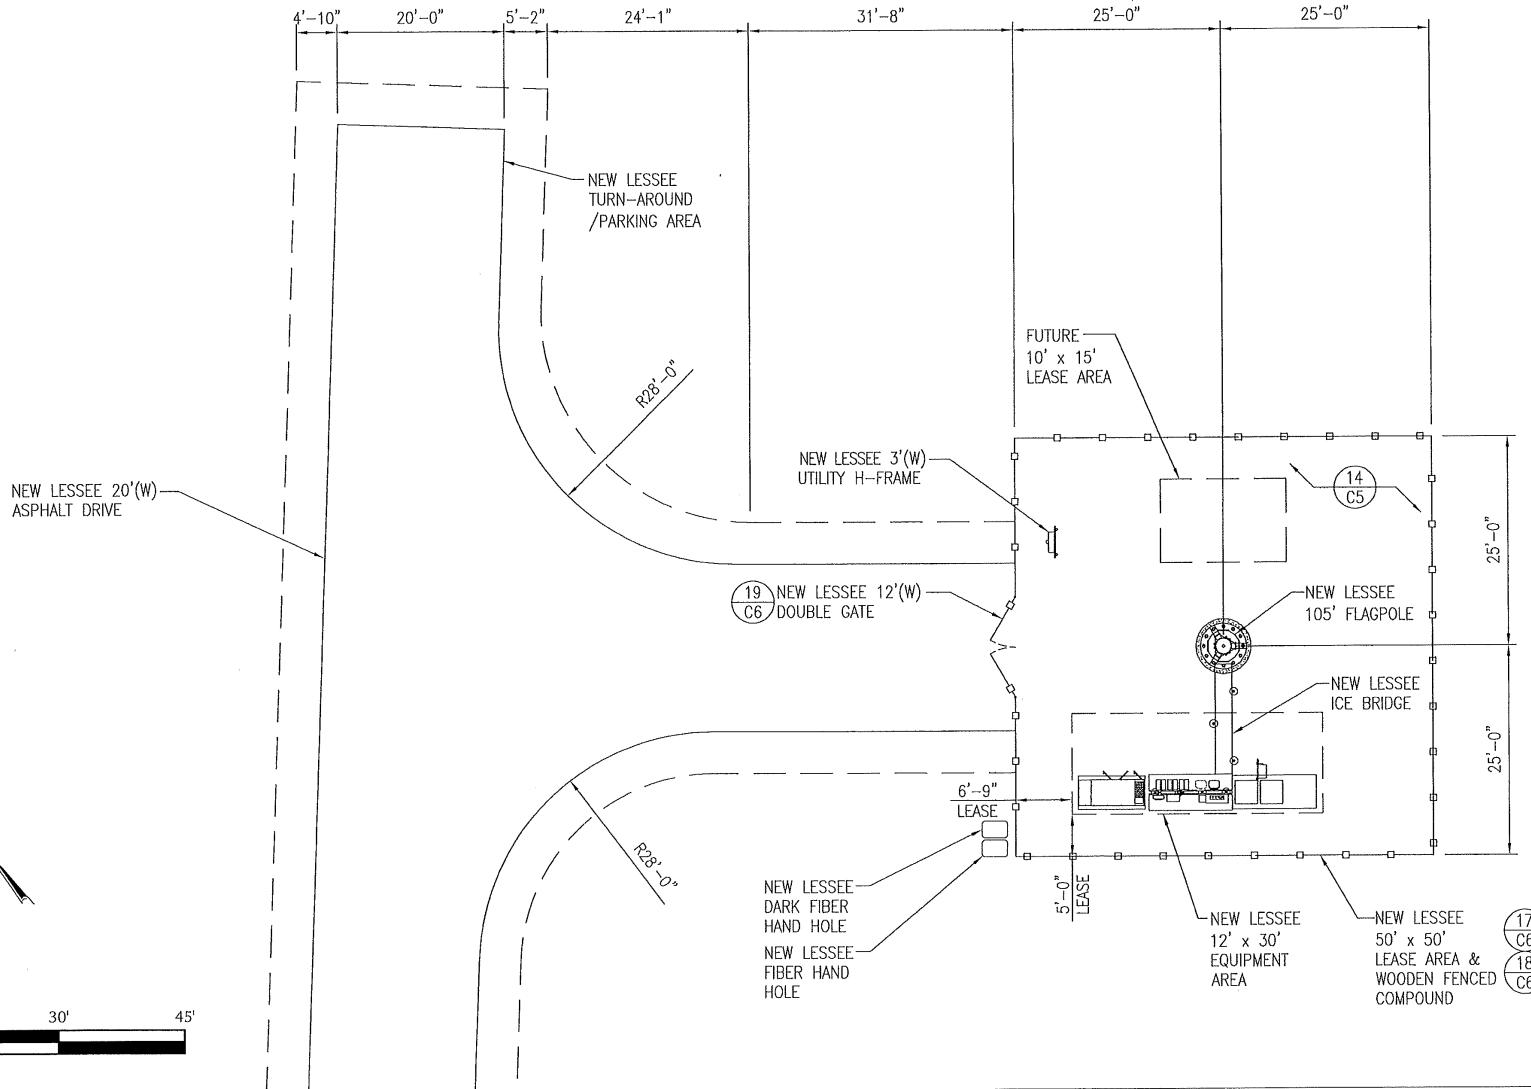 4'-10" 20'-0" 5'-2" 24'-1" 31'-8" 25'-0" 25'-0"
NEW LESSEE
TURN-AROUND
/PARKING AREA
FUTURE
10' x 15'
LEASE AREA
R28'-0"
NEW LESSEE 3'(W)
UTILITY H-FRAME
14
C5
NEW LESSEE 20'(W)
ASPHALT DRIVE
25'-0"
19
C6
NEW LESSEE 12'(W)
DOUBLE GATE
NEW LESSEE
105' FLAGPOLE
NEW LESSEE
ICE BRIDGE
25'-0"
6'-9"
LEASE
R28'-0"
5'-0"
LEASE
NEW LESSEE
DARK FIBER
HAND HOLE
NEW LESSEE
FIBER HAND
HOLE
NEW LESSEE
12' x 30'
EQUIPMENT
AREA
NEW LESSEE
50' x 50'
LEASE AREA &
WOODEN FENCED
COMPOUND
17
C6
18
C6
30' 45'